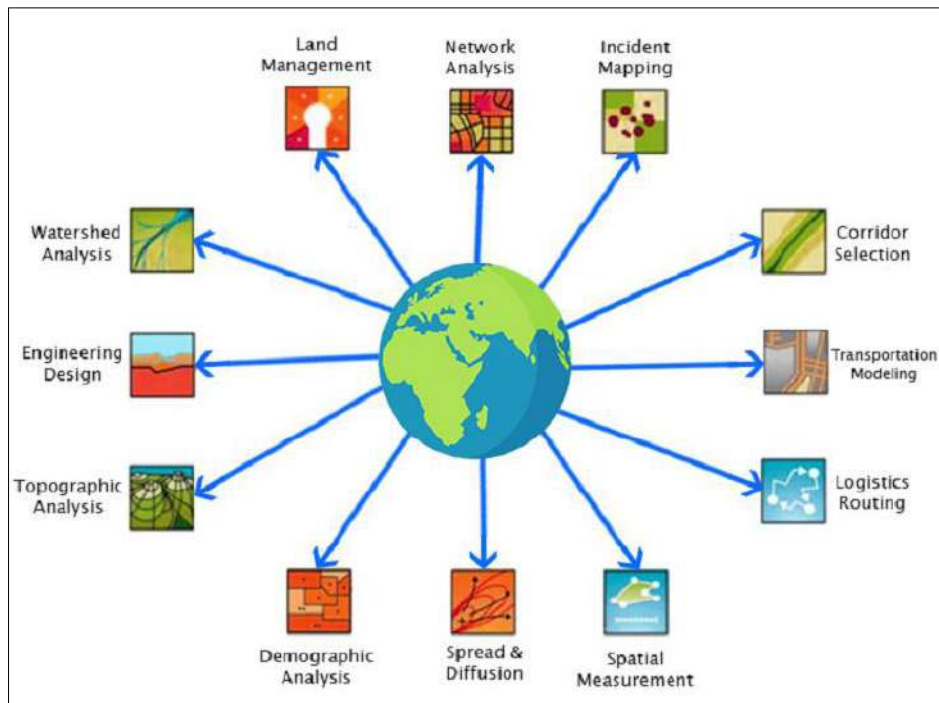 Land
Management
Network
Analysis
Incident
Mapping
Watershed
Analysis
Corridor
Selection
Engineering
Design
Transportation
Modeling
Topographic
Analysis
Logistics
Routing
Demographic
Analysis
Spread &
Diffusion
Spatial
Measurement